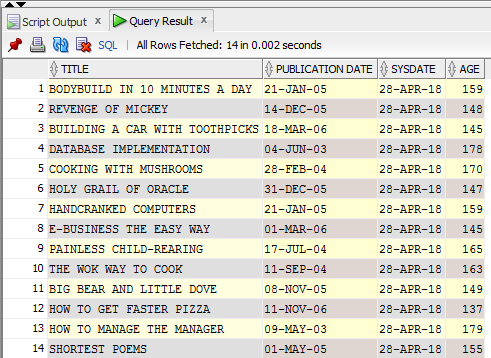 Script Output x Query Result x
SQL | All Rows Fetched: 14 in 0.002 seconds
TITLE PUBLICATION DATE SYSDATE AGE
1 BODYBUILD IN 10 MINUTES A DAY 21-JAN-05 28-APR-18 159
2 REVENGE OF MICKEY 14-DEC-05 28-APR-18 148
3 BUILDING A CAR WITH TOOTHPICKS 18-MAR-06 28-APR-18 145
4 DATABASE IMPLEMENTATION 04-JUN-03 28-APR-18 178
5 COOKING WITH MUSHROOMS 28-FEB-04 28-APR-18 170
6 HOLY GRAIL OF ORACLE 31-DEC-05 28-APR-18 147
7 HANDCRANKED COMPUTERS 21-JAN-05 28-APR-18 159
8 E-BUSINESS THE EASY WAY 01-MAR-06 28-APR-18 145
9 PAINLESS CHILD-REARING 17-JUL-04 28-APR-18 165
10 THE WOK WAY TO COOK 11-SEP-04 28-APR-18 163
11 BIG BEAR AND LITTLE DOVE 08-NOV-05 28-APR-18 149
12 HOW TO GET FASTER PIZZA 11-NOV-06 28-APR-18 137
13 HOW TO MANAGE THE MANAGER 09-MAY-03 28-APR-18 179
14 SHORTEST POEMS 01-MAY-05 28-APR-18 155